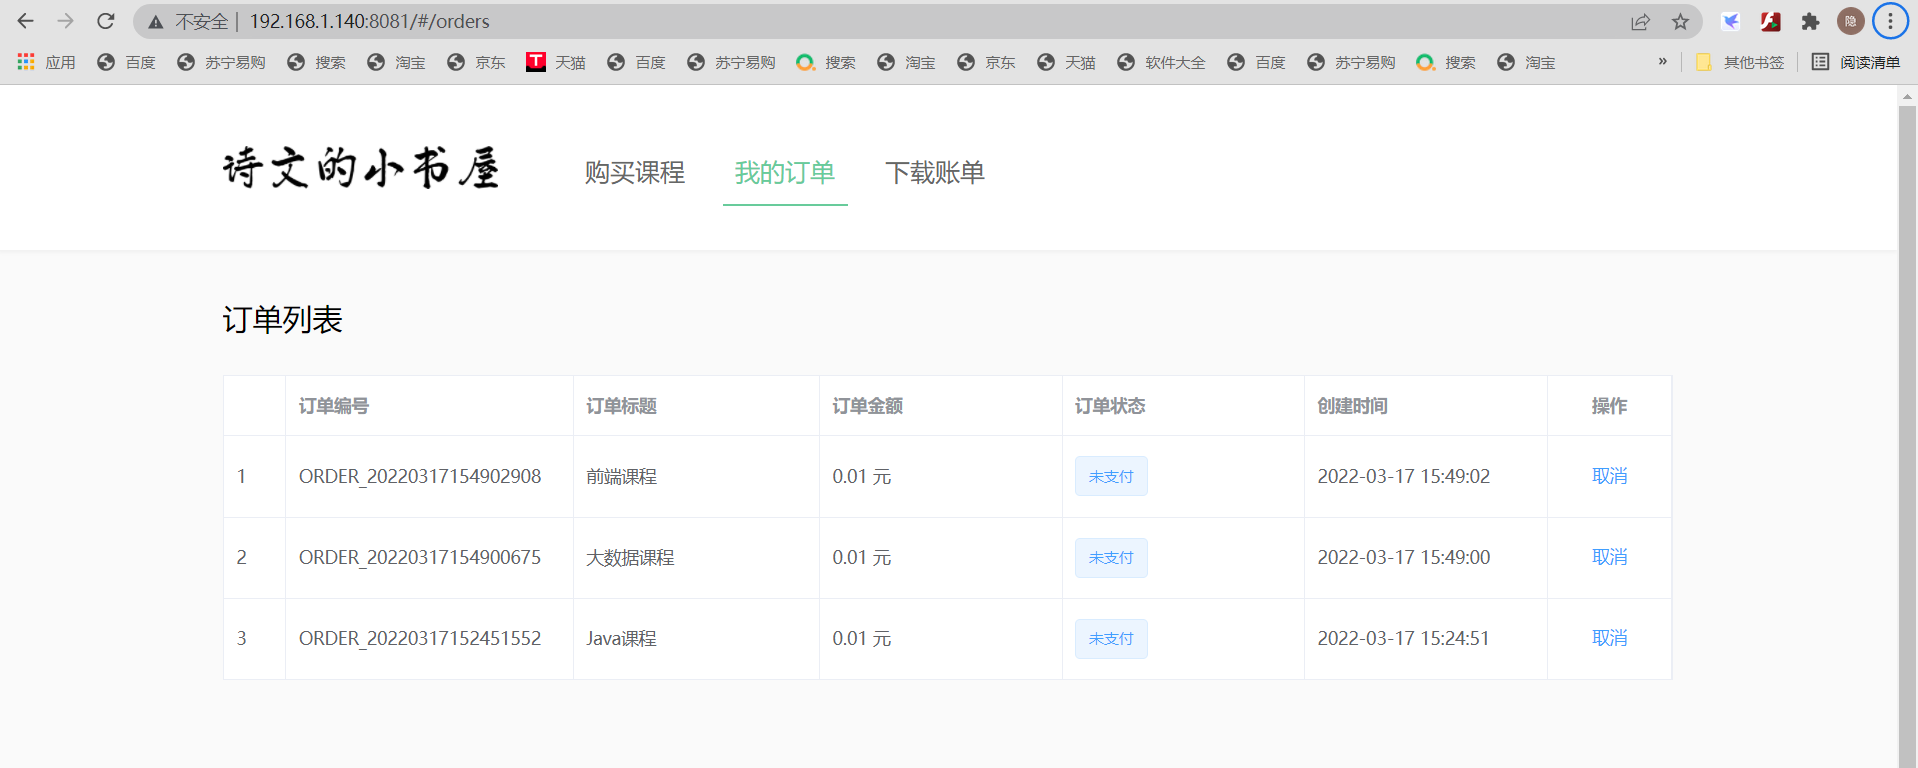 不安全 | 192.168.1.140:8081/#/orders 隐
应用 百度 苏宁易购 搜索 淘宝 京东 天猫 百度 苏宁易购 搜索 淘宝 京东 天猫 软件大全 百度 苏宁易购 搜索 淘宝 » 其他书签 阅读清单
诗文的小书屋 购买课程 我的订单 下载账单
订单列表
订单编号 订单标题 订单金额 订单状态 创建时间 操作
1 ORDER_20220317154902908 前端课程 0.01 元 未支付 2022-03-17 15:49:02 取消
2 ORDER_20220317154900675 大数据课程 0.01 元 未支付 2022-03-17 15:49:00 取消
3 ORDER_20220317152451552 Java课程 0.01 元 未支付 2022-03-17 15:24:51 取消